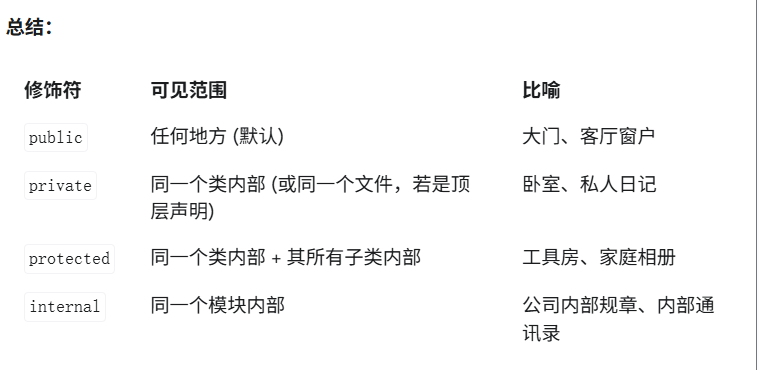 总结：
修饰符 可见范围 比喻
public 任何地方 (默认) 大门、客厅窗户
private 同一个类内部 (或同一个文件，若是顶 卧室、私人日记
层声明)
protected 同一个类内部 + 其所有子类内部 工具房、家庭相册
internal 同一个模块内部 公司内部规章、内部通
讯录